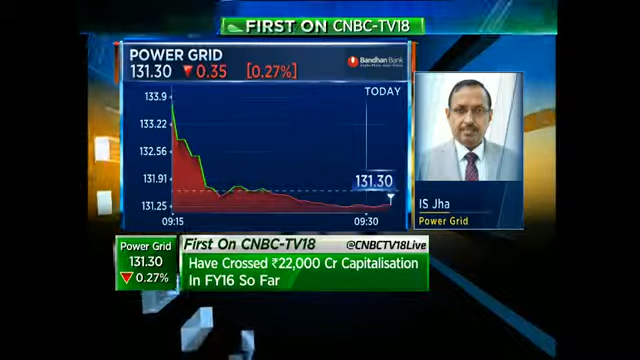 FIRST ON CNBC-TV18
POWER GRID
131.30 ▼ 0.35 [0.27%]
Bandhan Bank
TODAY
133.9
133.22
132.56
131.91
131.25
131.30
09:15
09:30
IS Jha
Power Grid
Power Grid
131.30
▼ 0.27%
First On CNBC-TV18
@CNBCTV18Live
Have Crossed ₹22,000 Cr Capitalisation
In FY16 So Far